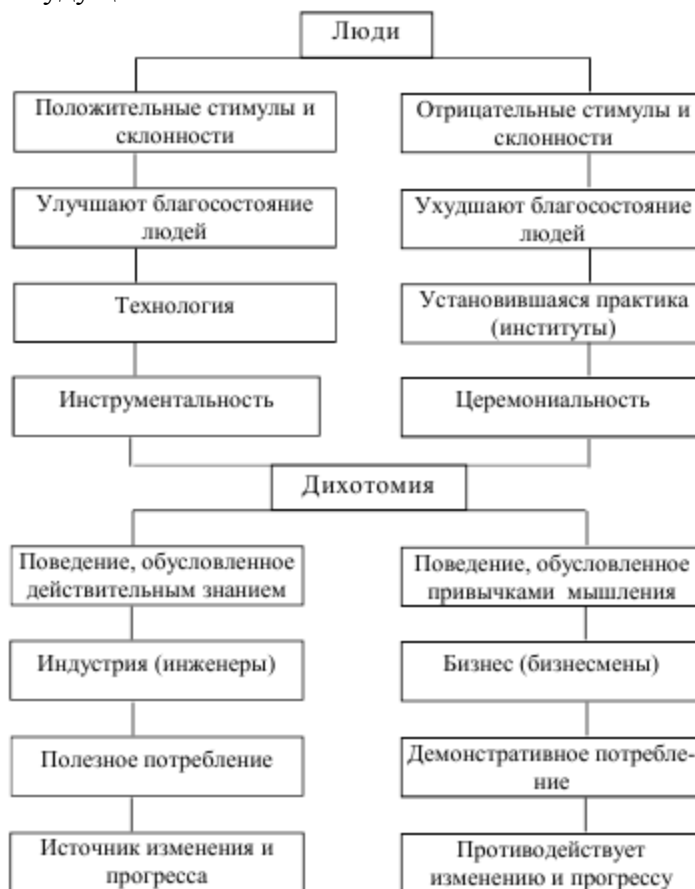 Люди
Положительные стимулы и
склонности
Отрицательные стимулы и
склонности
Улучшают благосостояние
людей
Ухудшают благосостояние
людей
Технология
Установившаяся практика
(институты)
Инструментальность
Церемониальность
Дихотомия
Поведение, обусловленное
действительным знанием
Поведение, обусловленное
привычками мышления
Индустрия (инженеры)
Бизнес (бизнесмены)
Полезное потребление
Демонстративное потребле-
ние
Источник изменения и
прогресса
Противодействует
изменению и прогрессу